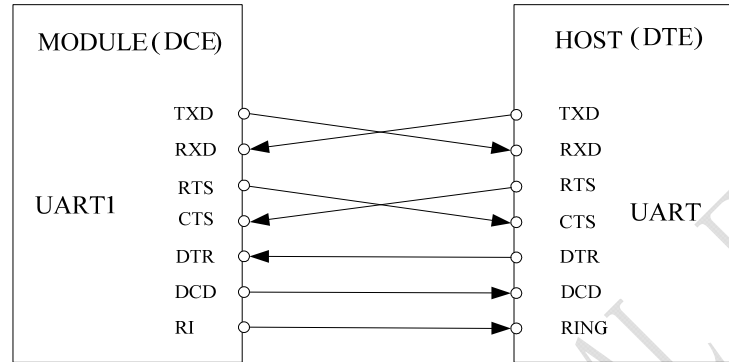 MODULE (DCE)
HOST (DTE)
TXD
TXD
RXD
RXD
RTS
RTS
UART1
UART
CTS
CTS
DTR
DTR
DCD
DCD
RI
RING